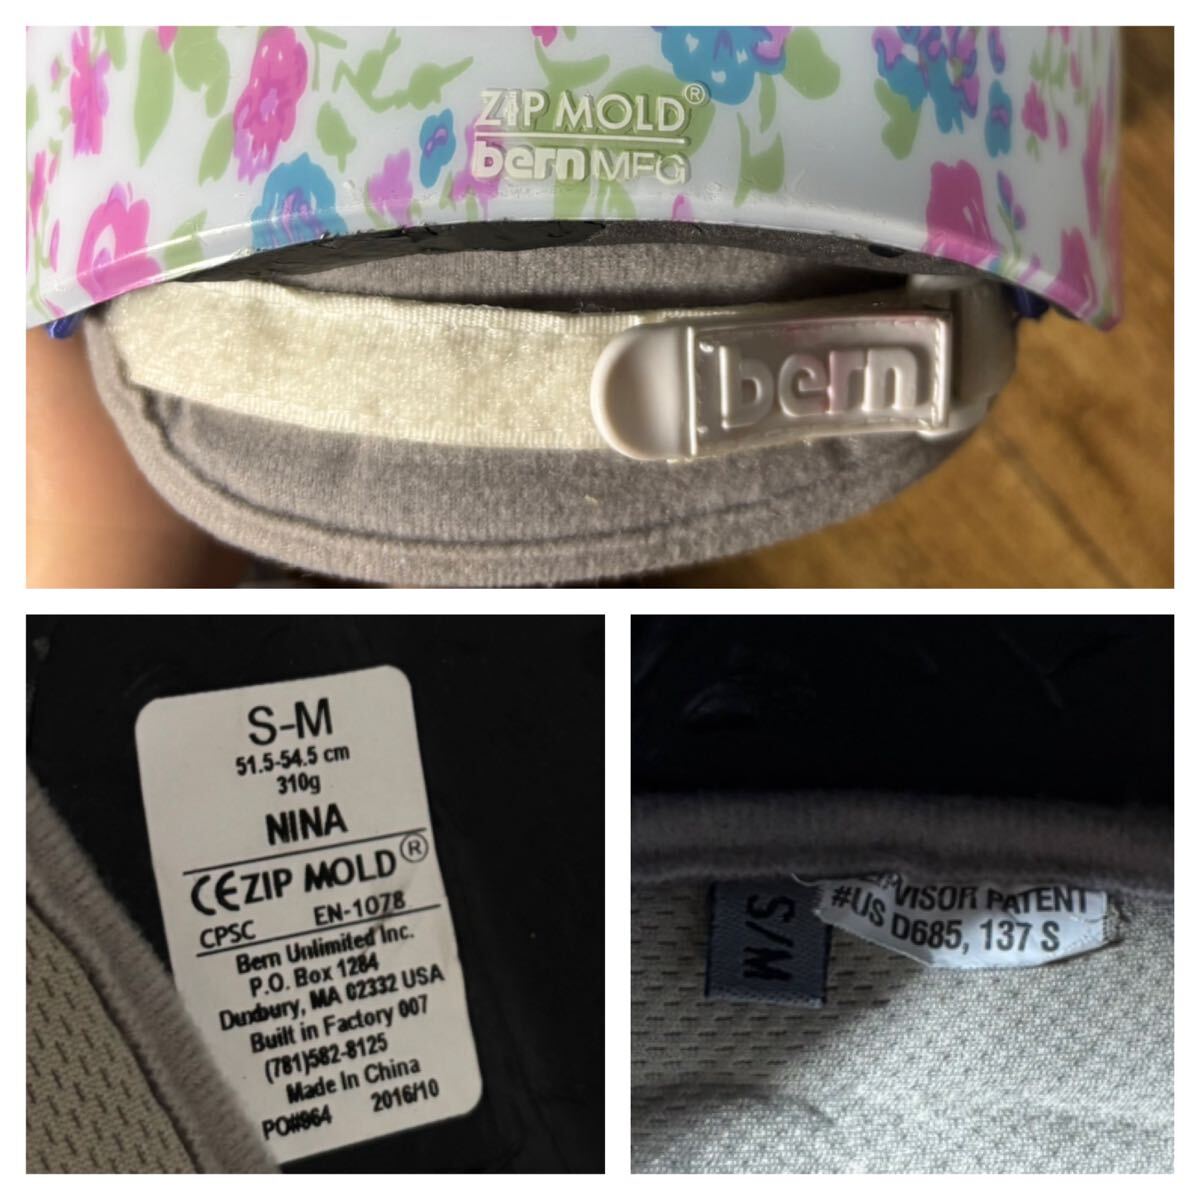 ZIP MOLD®
bern MFG
bern
S-M
51.5-54.5 cm
310g
NINA
CE ZIP MOLD®
CPSC EN-1078
Bern Unlimited Inc.
P.O. Box 1284
Duxbury, MA 02332 USA
Built in Factory 007
(781)582-8125
Made In China
PO#964 2016/10
S/M
VISOR PATENT
#US D685, 137 S